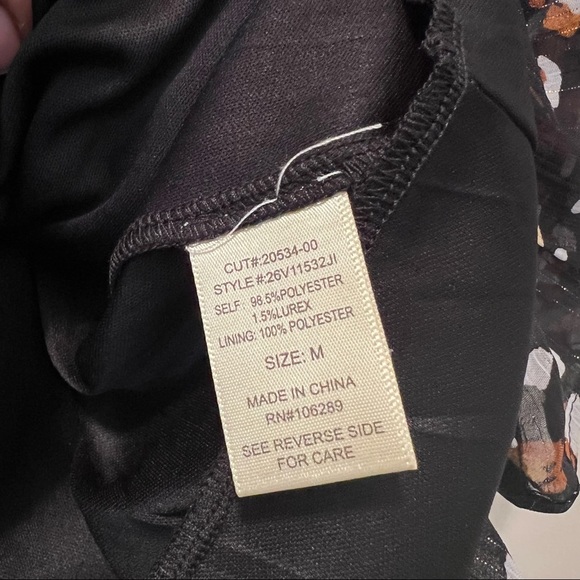 CUT#:20534-00
STYLE #:26V11532JI
SELF: 98.5%POLYESTER
1.5%LUREX
LINING: 100% POLYESTER
SIZE: M
MADE IN CHINA
RN#106289
SEE REVERSE SIDE
FOR CARE